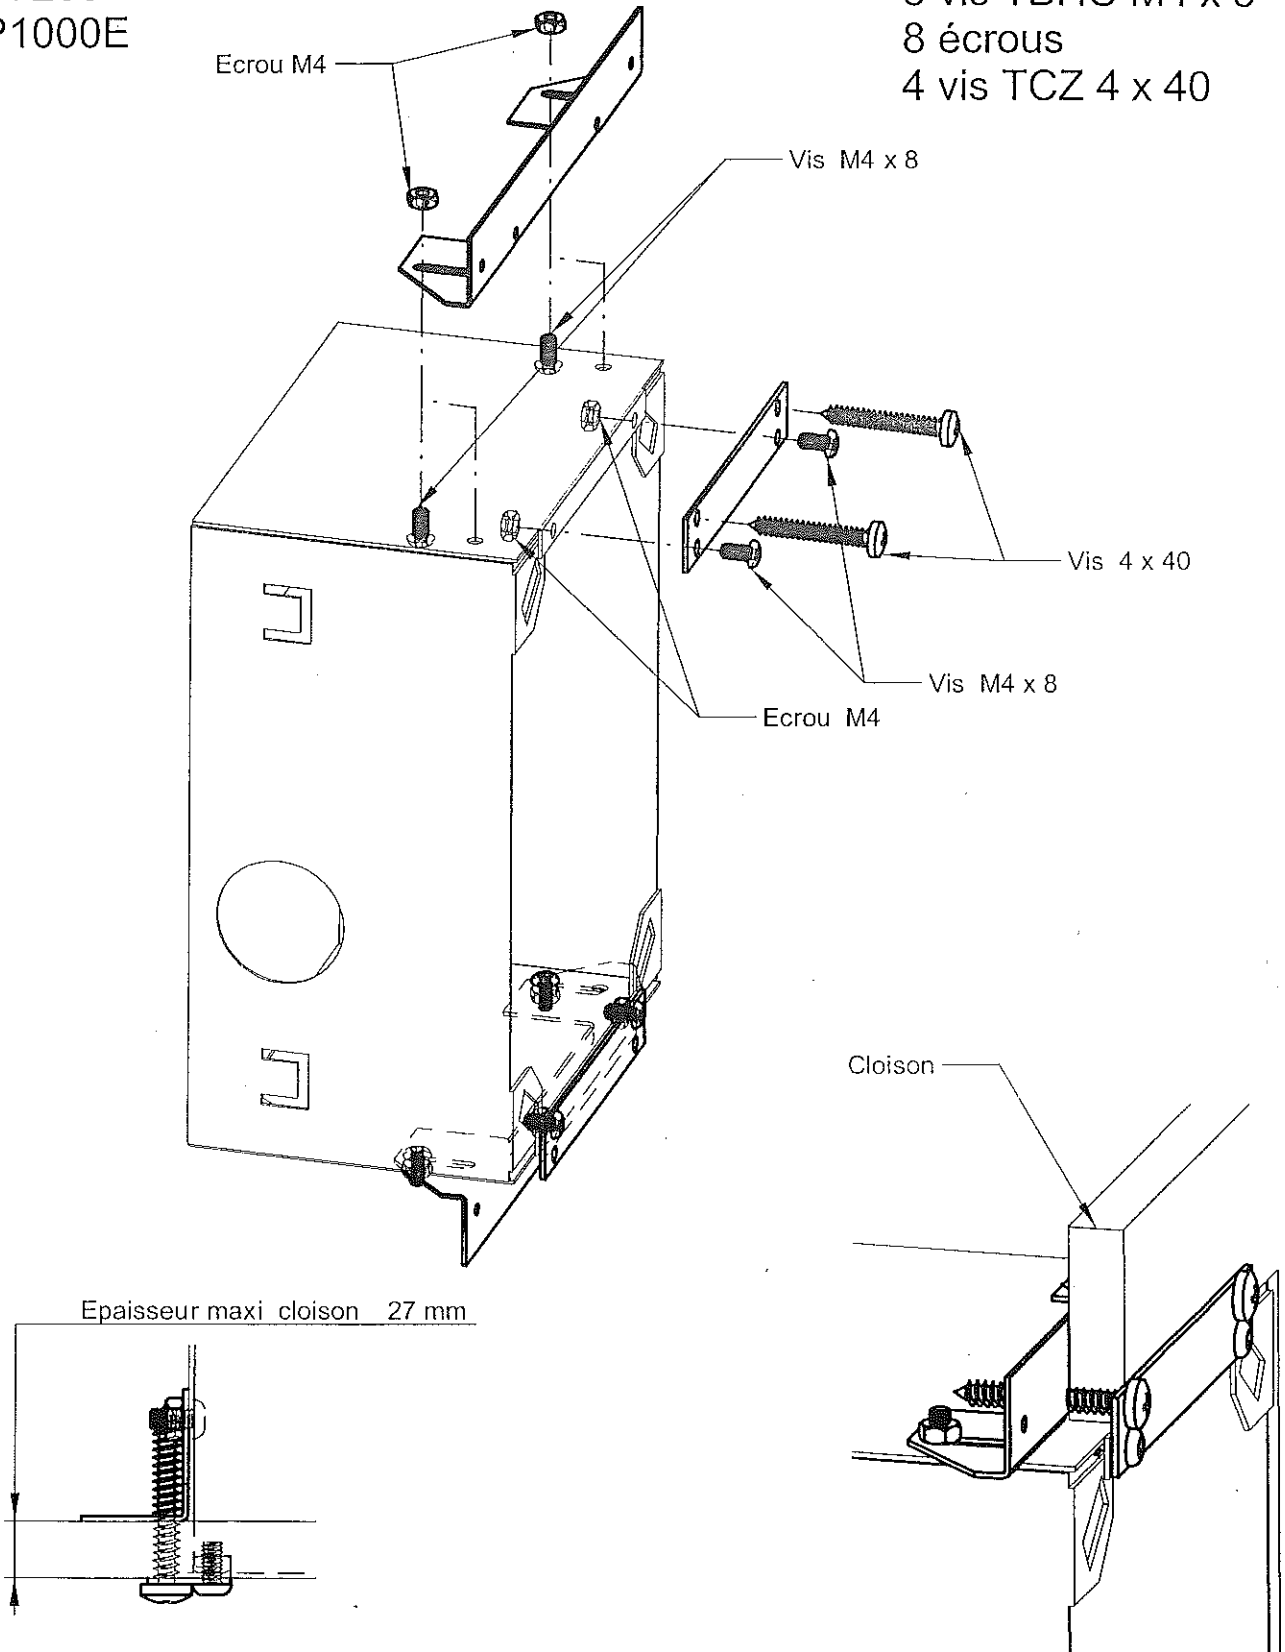 P1000E
8 écrous
4 vis TCZ 4 x 40
Ecrou M4
Vis M4 x 8
Vis 4 x 40
Vis M4 x 8
Ecrou M4
Cloison
Epaisseur maxi cloison 27 mm